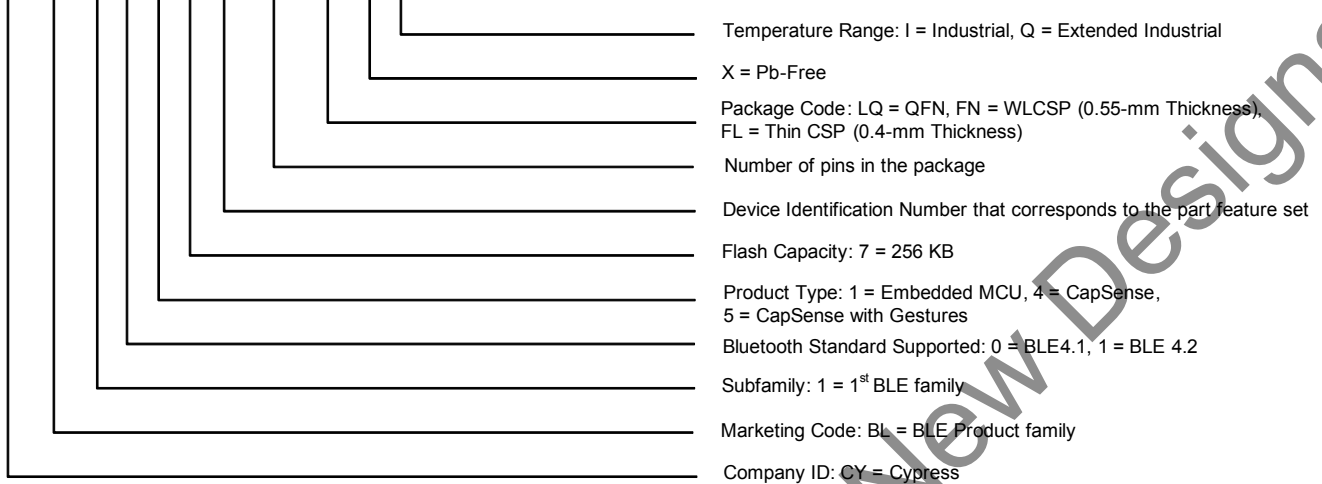 Temperature Range: I = Industrial, Q = Extended Industrial
X = Pb-Free
Package Code: LQ = QFN, FN = WLCSP (0.55-mm Thickness),
FL = Thin CSP (0.4-mm Thickness)
Number of pins in the package
Device Identification Number that corresponds to the part feature set
Flash Capacity: 7 = 256 KB
Product Type: 1 = Embedded MCU, 4 = CapSense,
5 = CapSense with Gestures
Bluetooth Standard Supported: 0 = BLE4.1, 1 = BLE 4.2
Subfamily: 1 = 1st BLE family
Marketing Code: BL = BLE Product family
Company ID: CY = Cypress
New Designs